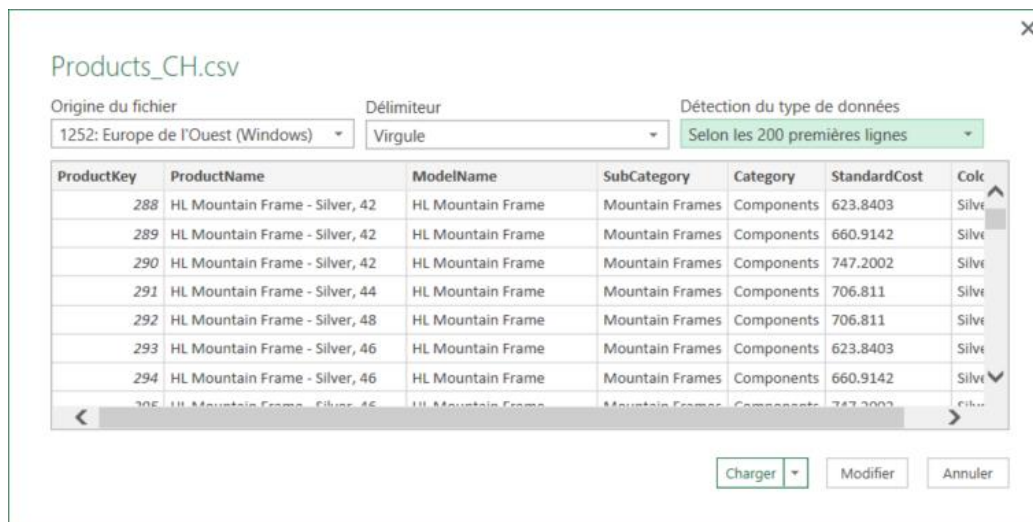 Products_CH.csv
Origine du fichier Délimiteur Détection du type de données
1252: Europe de l'Ouest (Windows) Virgule Selon les 200 premières lignes
ProductKey ProductName ModelName SubCategory Category StandardCost
288 HL Mountain Frame - Silver, 42 HL Mountain Frame Mountain Frames Components 623.8403
289 HL Mountain Frame - Silver, 42 HL Mountain Frame Mountain Frames Components 660.9142
290 HL Mountain Frame - Silver, 42 HL Mountain Frame Mountain Frames Components 747.2002
291 HL Mountain Frame - Silver, 44 HL Mountain Frame Mountain Frames Components 706.811
292 HL Mountain Frame - Silver, 48 HL Mountain Frame Mountain Frames Components 706.811
293 HL Mountain Frame - Silver, 46 HL Mountain Frame Mountain Frames Components 623.8403
294 HL Mountain Frame - Silver, 46 HL Mountain Frame Mountain Frames Components 660.9142
Charger Modifier Annuler